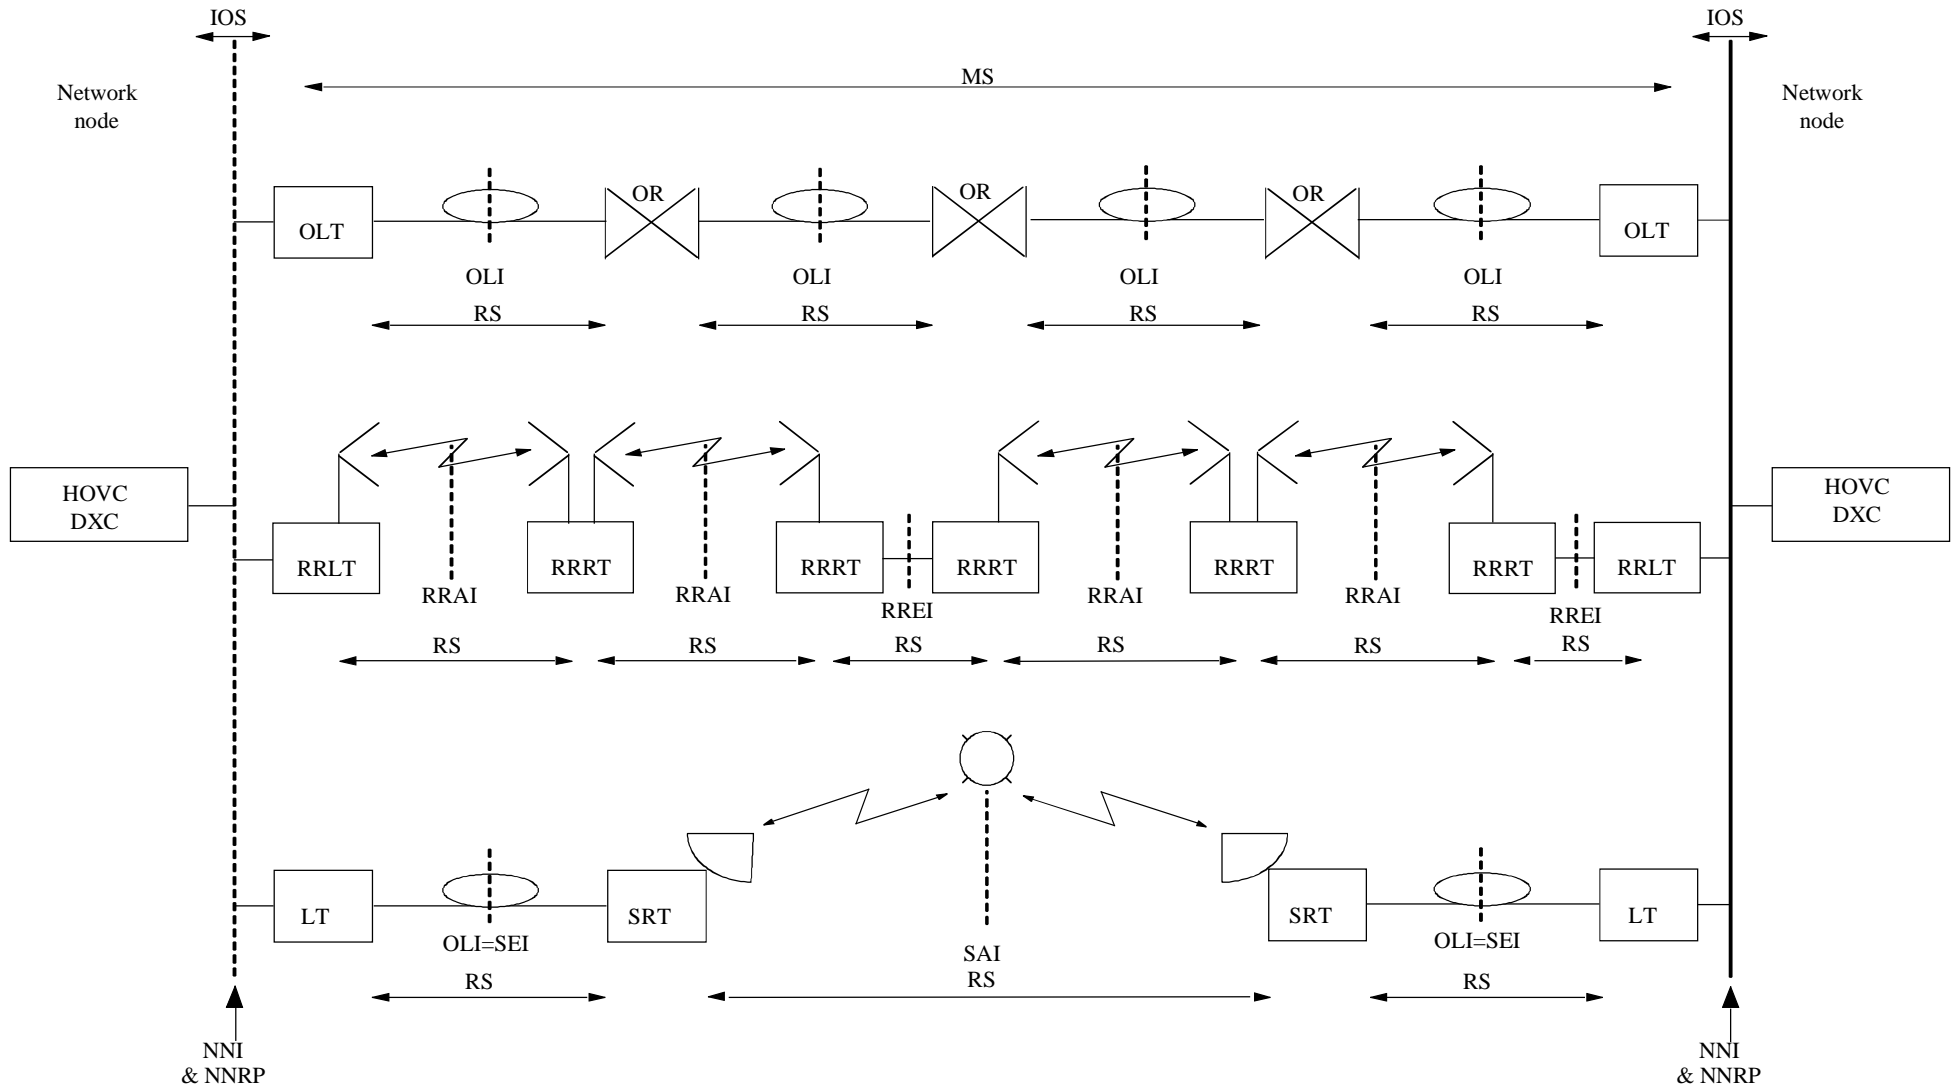 IOS
IOS
MS
Network
node
Network
node
OR
OR
OR
OLT
OLT
OLI
OLI
OLI
OLI
RS
RS
RS
RS
HOVC
DXC
HOVC
DXC
RRLT
RRRT
RRRT
RRRT
RRRT
RRRT
RRLT
RRAI
RRAI
RREI
RRAI
RRAI
RREI
RS
RS
RS
RS
RS
RS
LT
SRT
SRT
LT
OLI=SEI
SAI
OLI=SEI
RS
RS
RS
NNI
& NNRP
NNI
& NNRP